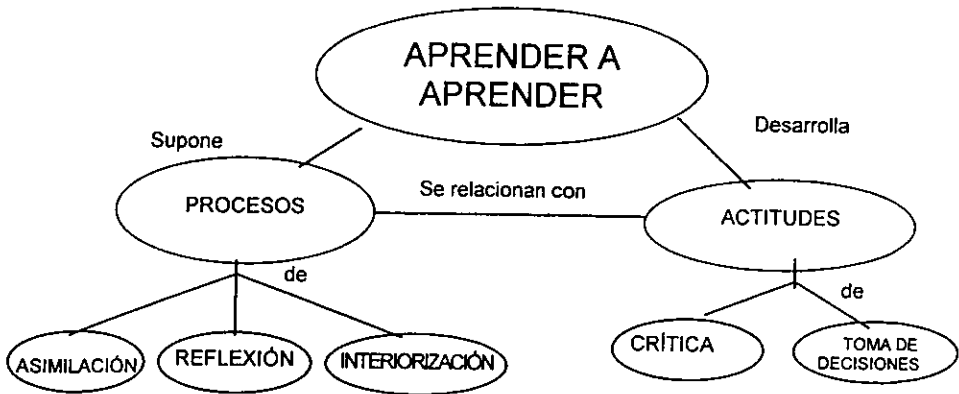 APRENDER A
APRENDER
Supone
Desarrolla
PROCESOS
Se relacionan con
ACTITUDES
de
de
ASIMILACIÓN
REFLEXIÓN
INTERIORIZACIÓN
CRÍTICA
TOMA DE
DECISIONES